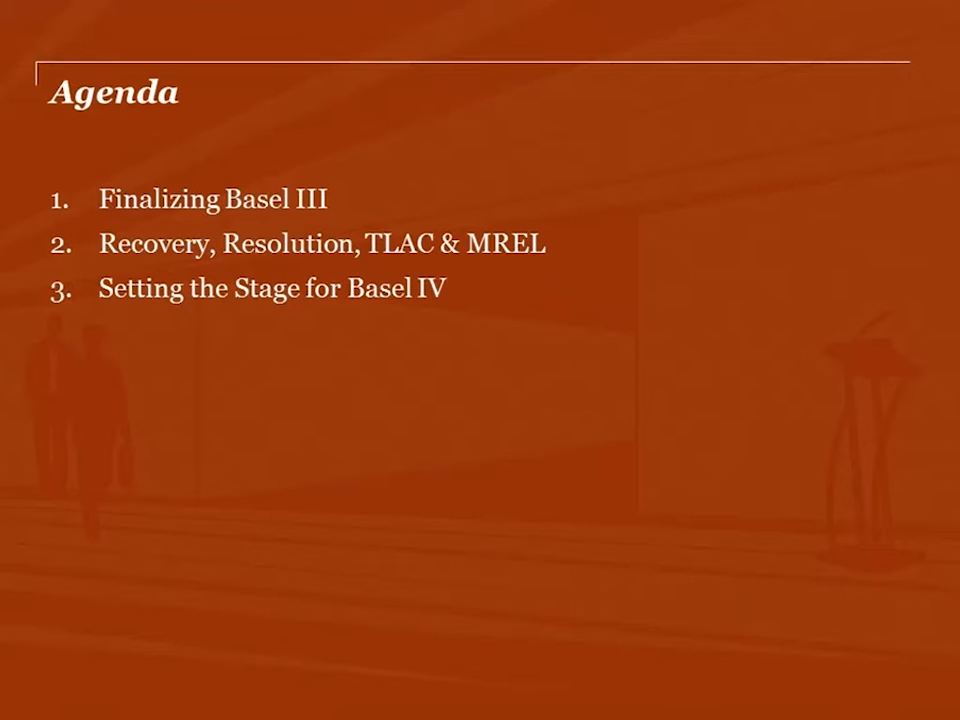 Agenda
1. Finalizing Basel III
2. Recovery, Resolution, TLAC & MREL
3. Setting the Stage for Basel IV